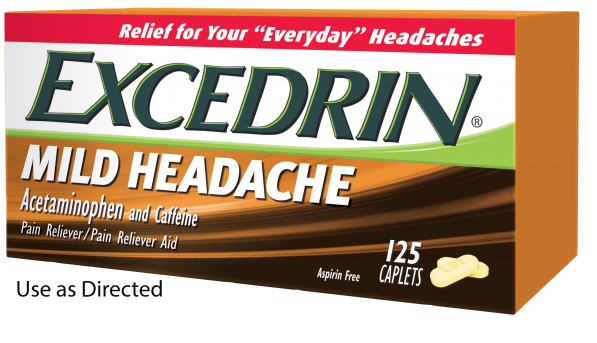 Relief for Your "Everyday" Headaches
EXCEDRIN®
MILD HEADACHE
Acetaminophen and Caffeine
Pain Reliever/Pain Reliever Aid
Aspirin Free
125
CAPLETS
Use as Directed